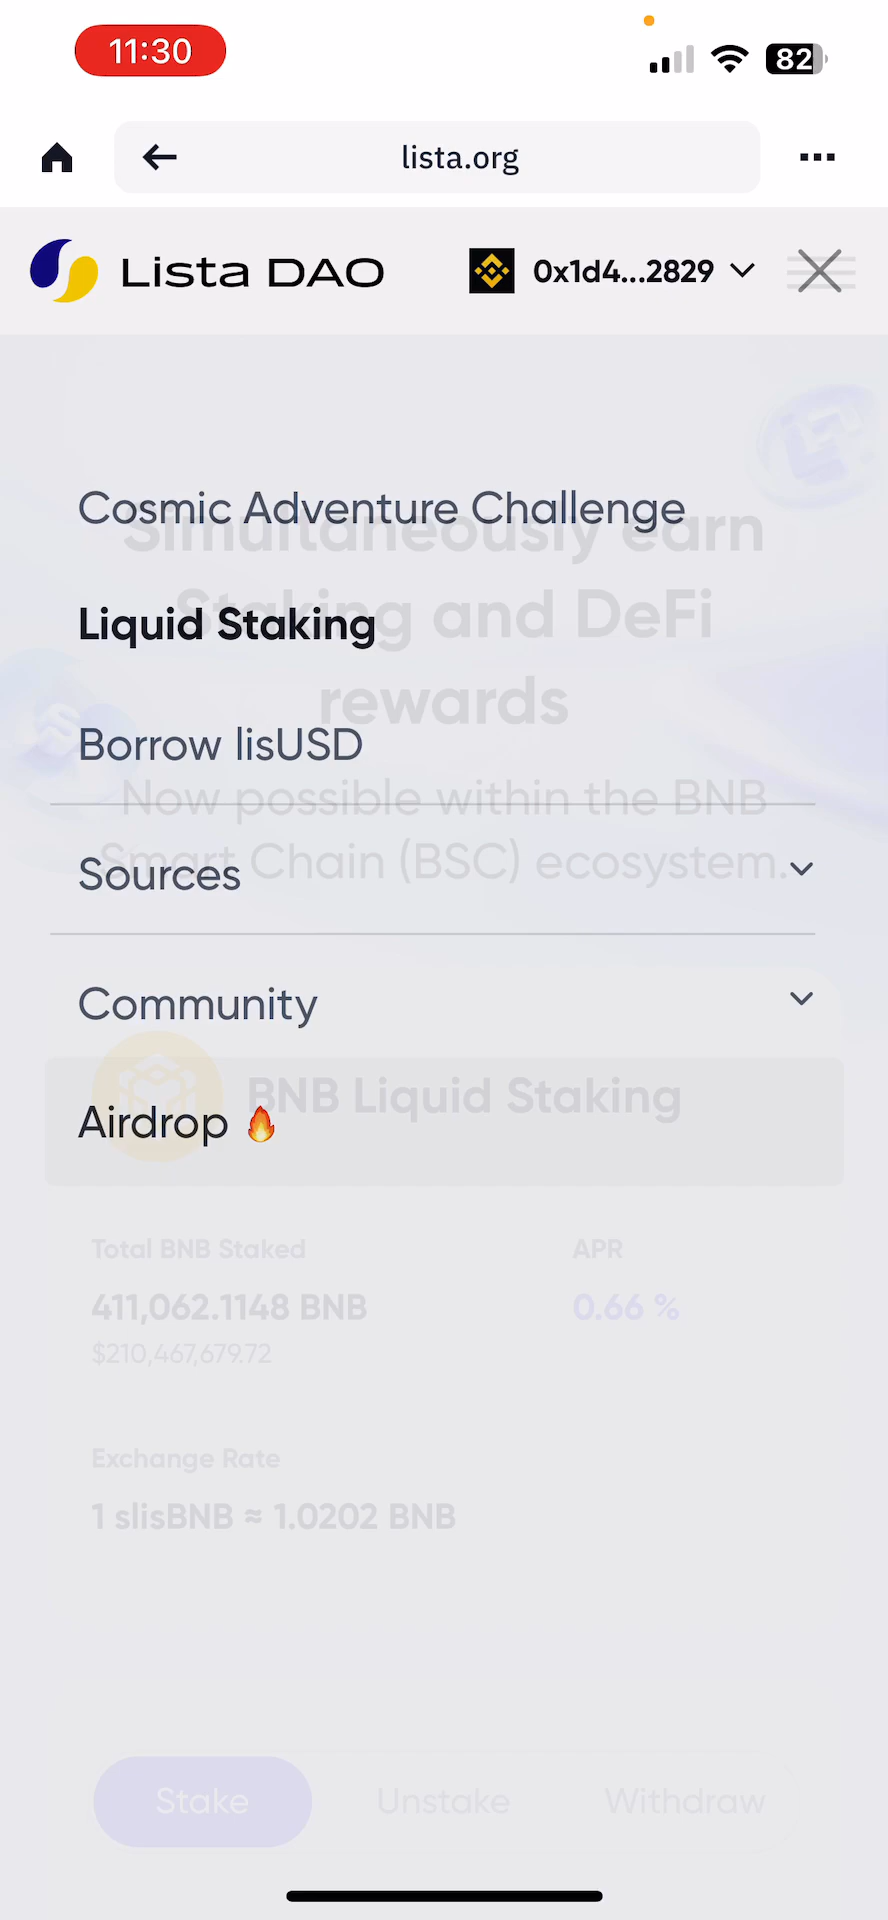 11:30
82
lista.org
Lista DAO
0x1d4...2829
Cosmic Adventure Challenge
Simultaneously earn
Liquid Staking
Staking and DeFi
rewards
Borrow lisUSD
Now possible within the BNB
Smart Chain (BSC) ecosystem.
Sources
Community
BNB Liquid Staking
Airdrop 🔥
Total BNB Staked
APR
411,062.1148 BNB
0.66 %
$210,467,679.72
Exchange Rate
1 slisBNB ≈ 1.0202 BNB
Stake
Unstake
Withdraw